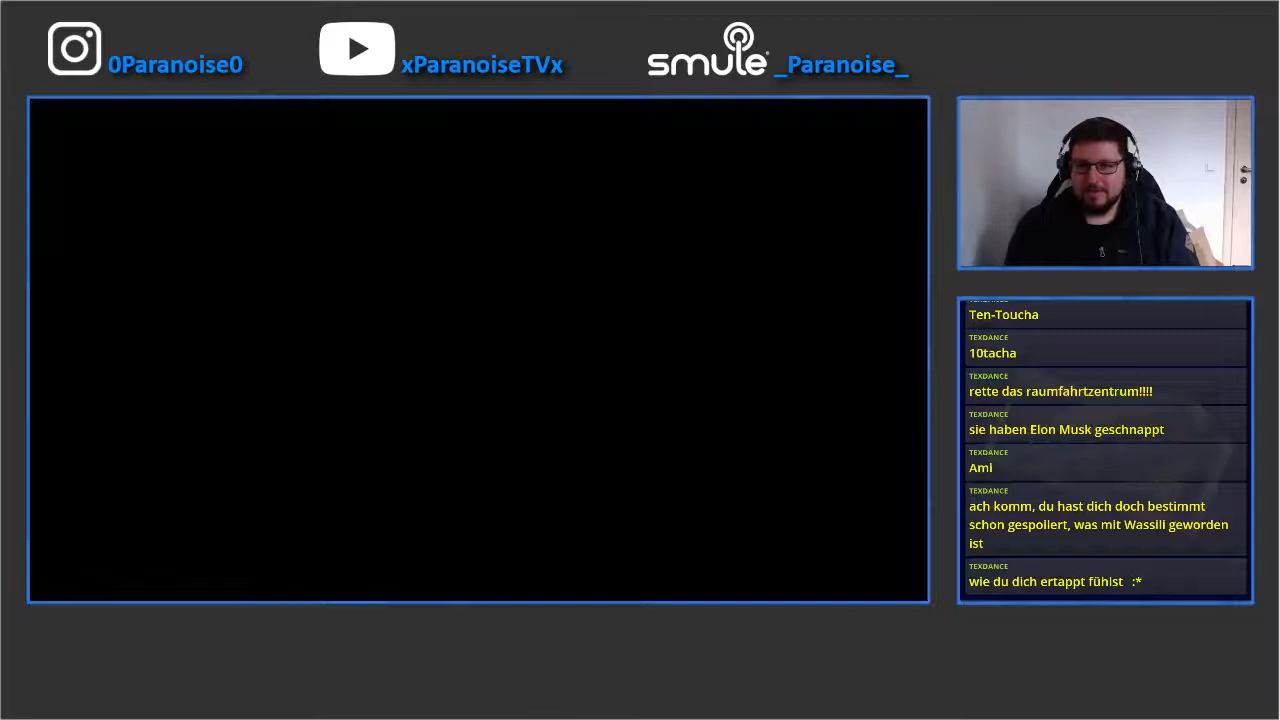 0Paranoise0
xParanoiseTVx
smule
_Paranoise_
Ten-Toucha
TEXDANCE
10tacha
TEXDANCE
rette das raumfahrtzentrum!!!!
TEXDANCE
sie haben Elon Musk geschnappt
TEXDANCE
Ami
TEXDANCE
ach komm, du hast dich doch bestimmt
schon gespoilert, was mit Wassili geworden
ist
TEXDANCE
wie du dich ertappt fühlst :*